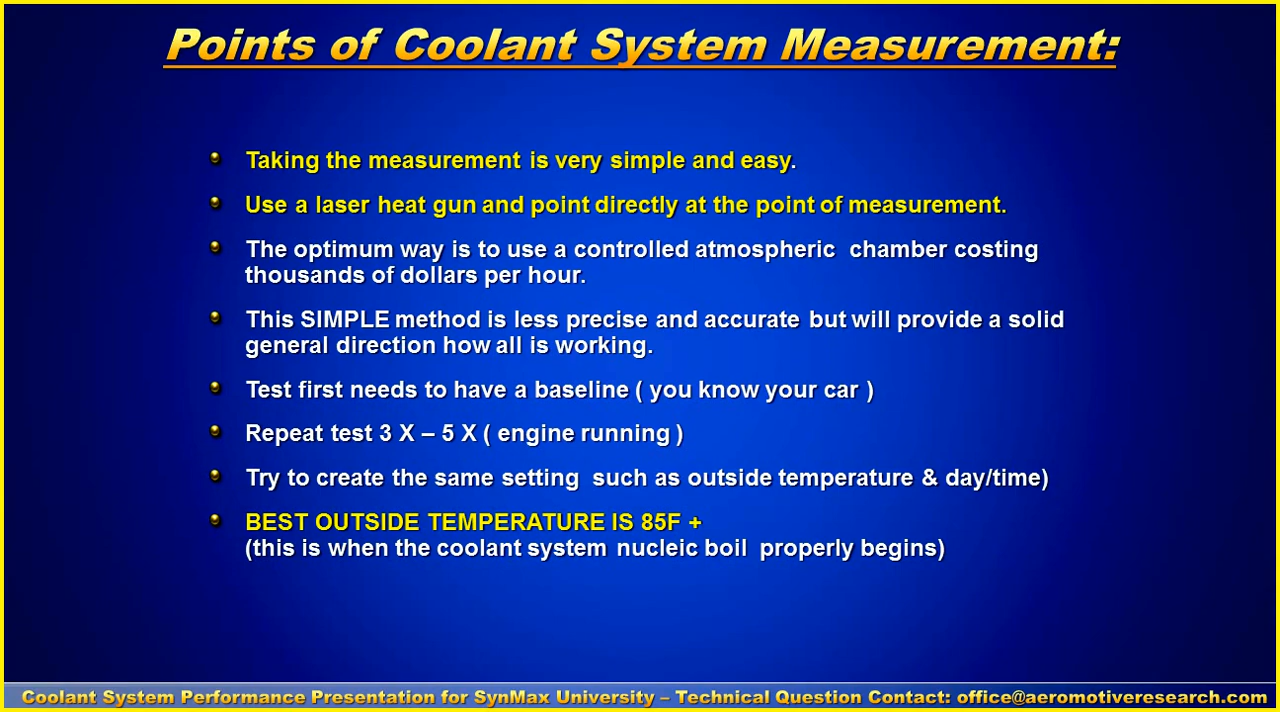 Points of Coolant System Measurement:
Taking the measurement is very simple and easy.
Use a laser heat gun and point directly at the point of measurement.
The optimum way is to use a controlled atmospheric chamber costing
thousands of dollars per hour.
This SIMPLE method is less precise and accurate but will provide a solid
general direction how all is working.
Test first needs to have a baseline ( you know your car )
Repeat test 3 X – 5 X ( engine running )
Try to create the same setting such as outside temperature & day/time)
BEST OUTSIDE TEMPERATURE IS 85F +
(this is when the coolant system nucleic boil properly begins)
Coolant System Performance Presentation for SynMax University – Technical Question Contact: office@aeromotiveresearch.com